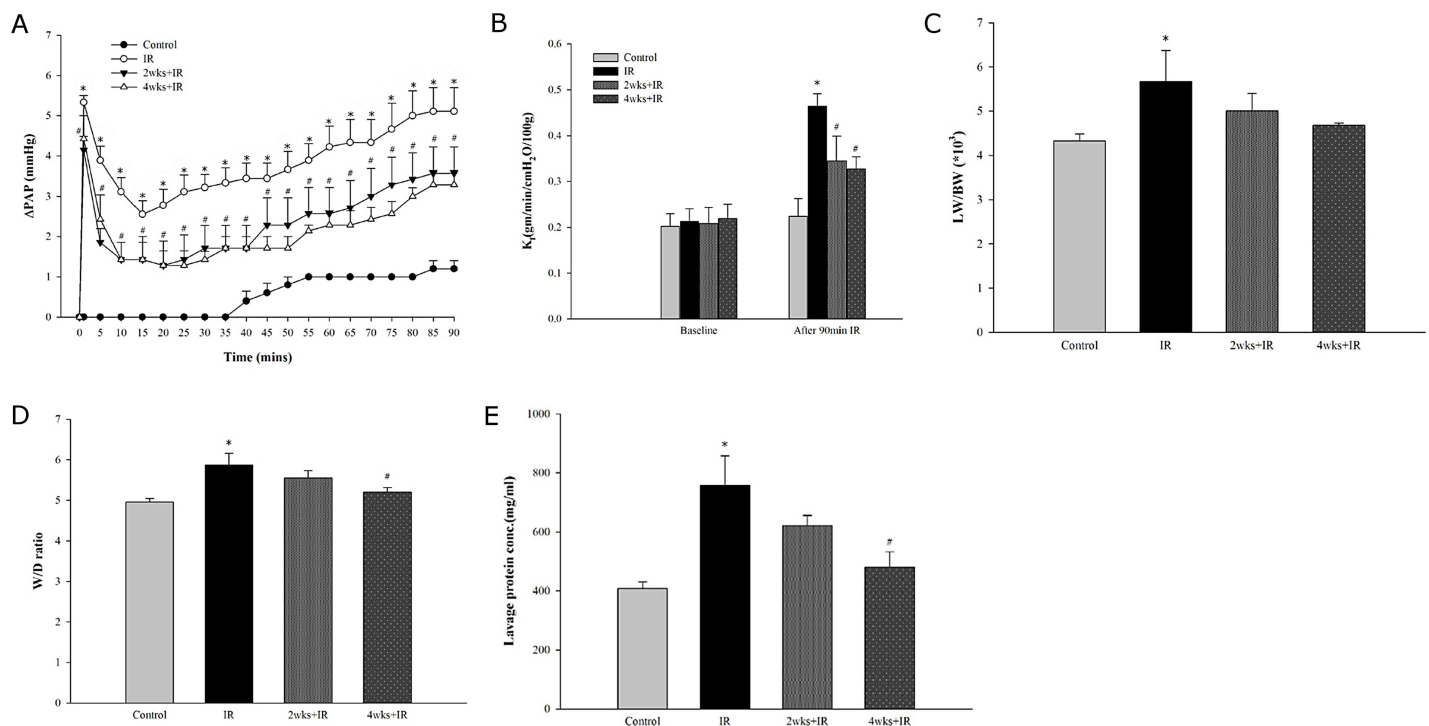 A
Control
IR
2wks+IR
4wks+IR
ΔPAP (mmHg)
7
6
5
4
3
2
1
0
* * * * * * * * * * * * * * * * * * *
# # # # # # # # # # # # # # # # # # #
0 5 10 15 20 25 30 35 40 45 50 55 60 65 70 75 80 85 90
Time (mins)
B
Control
IR
2wks+IR
4wks+IR
Kf(gm/min/cmH2O/100g)
0.6
0.5
0.4
0.3
0.2
0.1
0.0
*
#
#
Baseline After 90min IR
C
LW/BW (*10³)
7
6
5
4
3
2
1
0
*
Control IR 2wks+IR 4wks+IR
D
W/D ratio
7
6
5
4
3
2
1
0
*
#
Control IR 2wks+IR 4wks+IR
E
Lavage protein conc.(mg/ml)
1000
800
600
400
200
0
*
#
Control IR 2wks+IR 4wks+IR